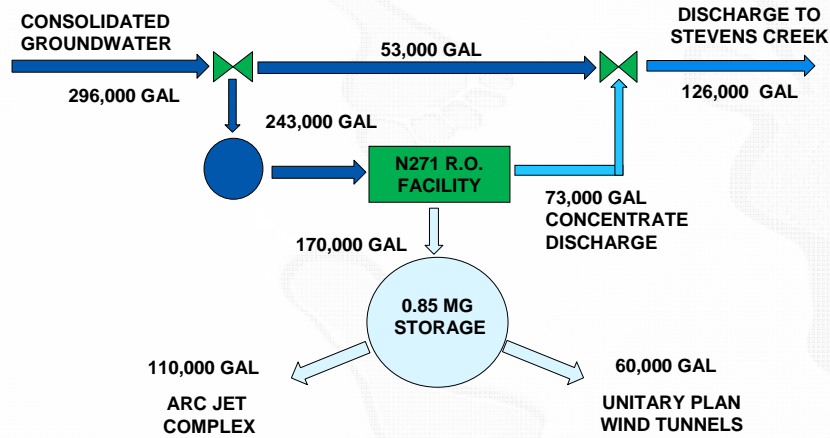 CONSOLIDATED
GROUNDWATER
296,000 GAL
53,000 GAL
DISCHARGE TO
STEVENS CREEK
126,000 GAL
243,000 GAL
N271 R.O.
FACILITY
73,000 GAL
CONCENTRATE
DISCHARGE
170,000 GAL
0.85 MG
STORAGE
110,000 GAL
ARC JET
COMPLEX
60,000 GAL
UNITARY PLAN
WIND TUNNELS